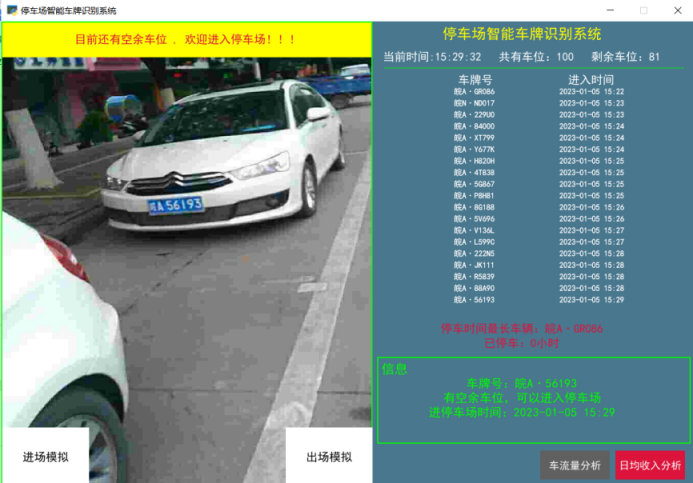 停车场智能车牌识别系统
目前还有空余车位，欢迎进入停车场！！！
皖A·56193
进场模拟
出场模拟
停车场智能车牌识别系统
当前时间:15:29:32 共有车位：100 剩余车位：81
车牌号 进入时间
皖A·GR086 2023-01-05 15:22
皖N·ND017 2023-01-05 15:23
皖A·229U0 2023-01-05 15:23
皖A·84000 2023-01-05 15:24
皖A·XT799 2023-01-05 15:24
皖A·Y677K 2023-01-05 15:24
皖A·H820H 2023-01-05 15:25
皖A·4T838 2023-01-05 15:25
皖A·5G867 2023-01-05 15:25
皖A·P8H81 2023-01-05 15:25
皖A·8G188 2023-01-05 15:26
皖A·5V696 2023-01-05 15:26
皖A·V136L 2023-01-05 15:27
皖A·L599C 2023-01-05 15:27
皖A·222N5 2023-01-05 15:28
皖A·JK111 2023-01-05 15:28
皖A·R5839 2023-01-05 15:28
皖A·88A90 2023-01-05 15:28
皖A·56193 2023-01-05 15:29
停车时间最长车辆：皖A·GR086
已停车：0小时
信息
车牌号：皖A·56193
有空余车位，可以进入停车场
进停车场时间：2023-01-05 15:29
车流量分析
日均收入分析